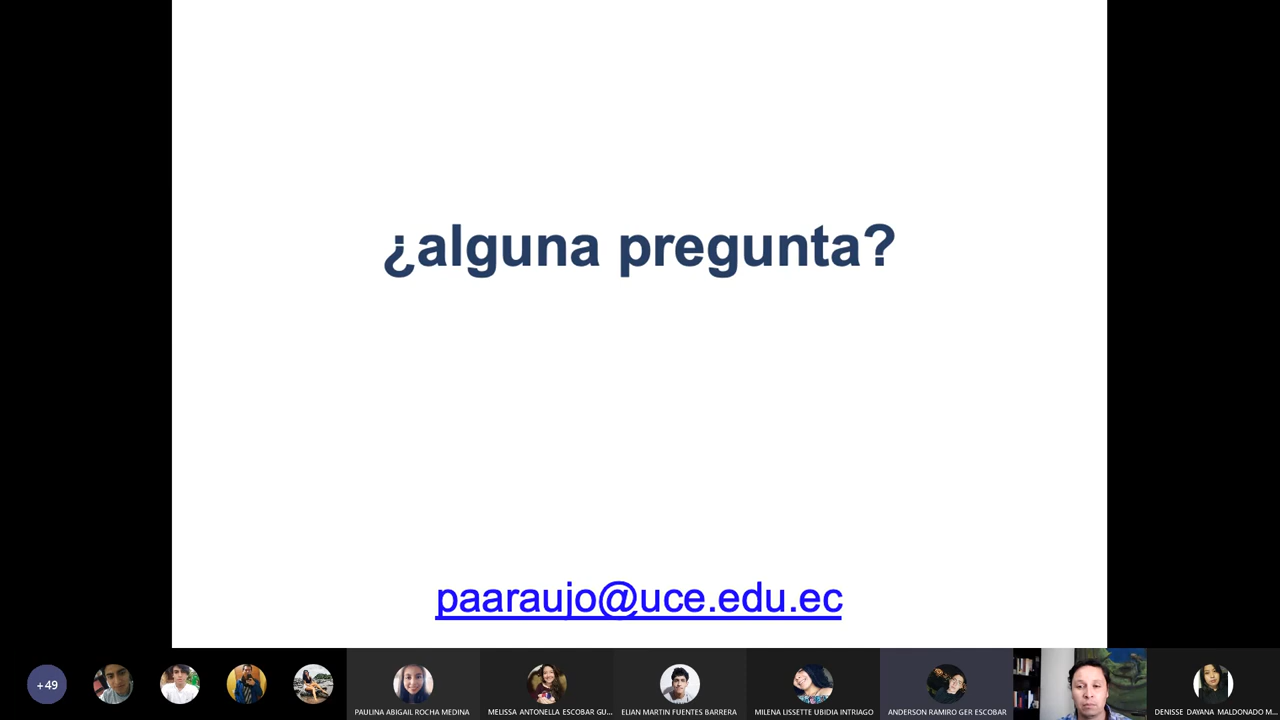 ¿alguna pregunta?
paaraujo@uce.edu.ec
+49
PAULINA ABIGAIL ROCHA MEDINA
MELISSA ANTONELLA ESCOBAR GU...
ELIAN MARTIN FUENTES BARRERA
MILENA LISSETTE UBIDIA INTRIAGO
ANDERSON RAMIRO GER ESCOBAR
DENISSE DAYANA MALDONADO M...